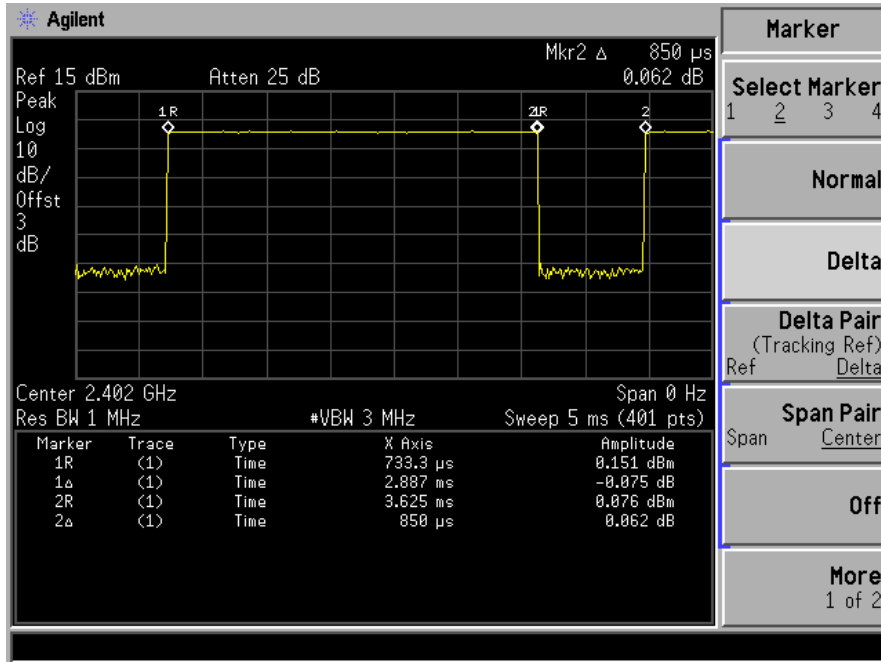 Agilent
Mkr2 Δ 850 µs
Ref 15 dBm Atten 25 dB 0.062 dB
Peak
Log
10
dB/
Offst
3
dB
1R 2R 2
Center 2.402 GHz Span 0 Hz
Res BW 1 MHz #VBW 3 MHz Sweep 5 ms (401 pts)
Marker Trace Type X Axis Amplitude
1R (1) Time 733.3 µs 0.151 dBm
1Δ (1) Time 2.887 ms -0.075 dB
2R (1) Time 3.625 ms 0.076 dBm
2Δ (1) Time 850 µs 0.062 dB
Marker
Select Marker
1 2 3 4
Normal
Delta
Delta Pair
(Tracking Ref)
Ref Delta
Span Pair
Span Center
Off
More
1 of 2